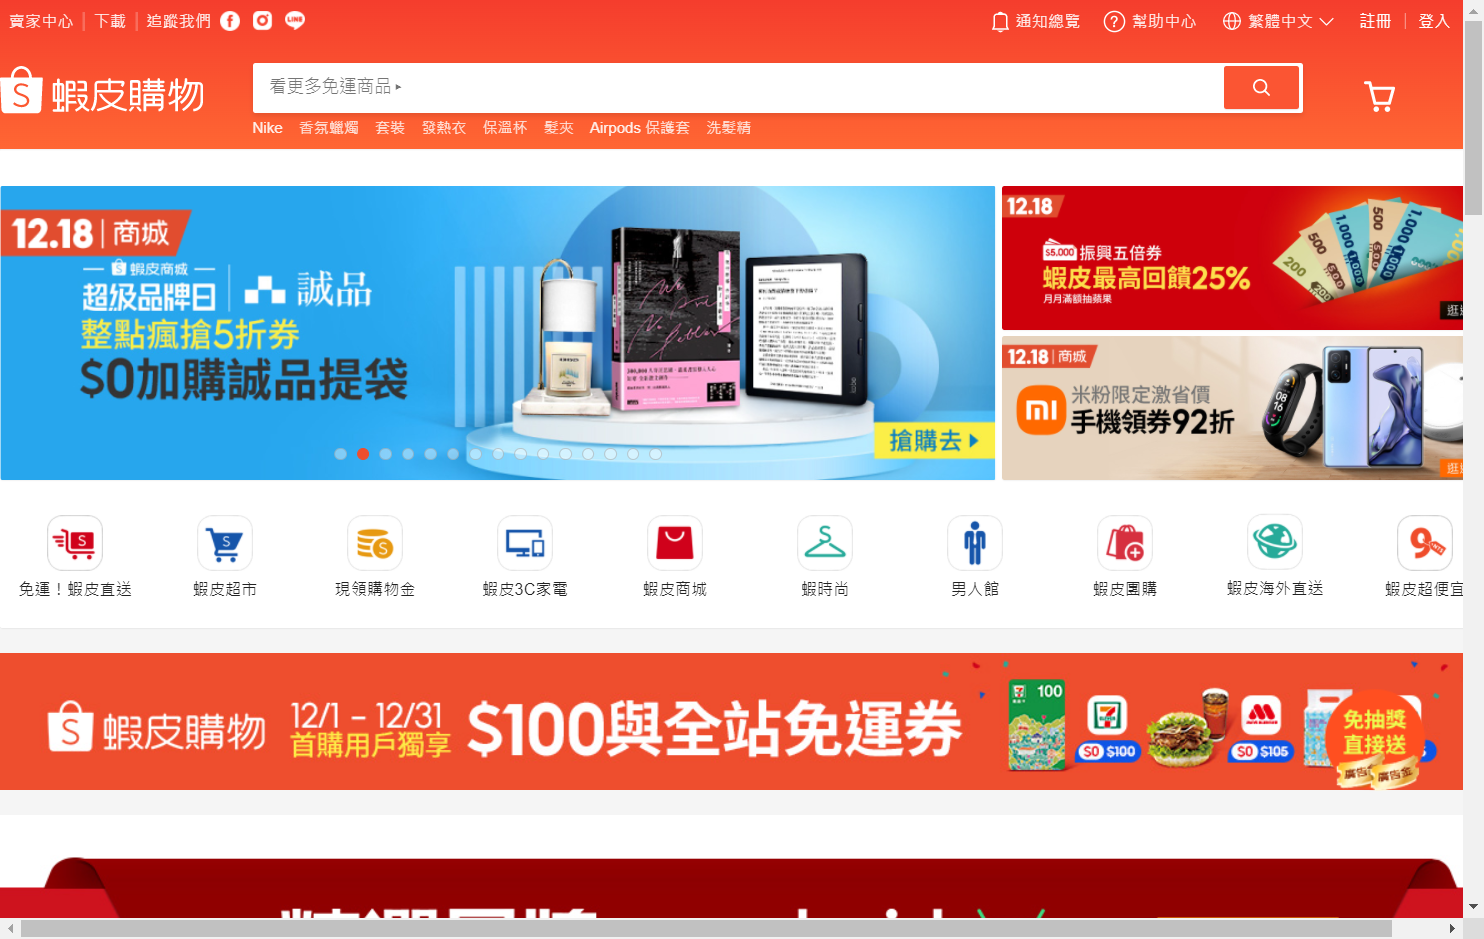 賣家中心 下載 追蹤我們
通知總覽 幫助中心 繁體中文 註冊 登入
蝦皮購物
看更多免運商品 ▸
Nike 香氛蠟燭 套裝 發熱衣 保溫杯 髮夾 Airpods 保護套 洗髮精
12.18 商城
蝦皮商城
超級品牌日 誠品
整點瘋搶5折券
$0加購誠品提袋
搶購去
12.18
$5,000 振興五倍券
蝦皮最高回饋25%
月月滿額抽蘋果
200 500 1,000 500 1,000
12.18 商城
米粉限定激省價
手機領券92折
08 16
免運！蝦皮直送
蝦皮超市
現領購物金
蝦皮3C家電
蝦皮商城
蝦時尚
男人館
蝦皮團購
蝦皮海外直送
蝦皮超便宜
蝦皮購物
12/1 - 12/31
首購用戶獨享
$100與全站免運券
100
$0 $100
$0 $105
免抽獎
直接送
廣告金 廣告金